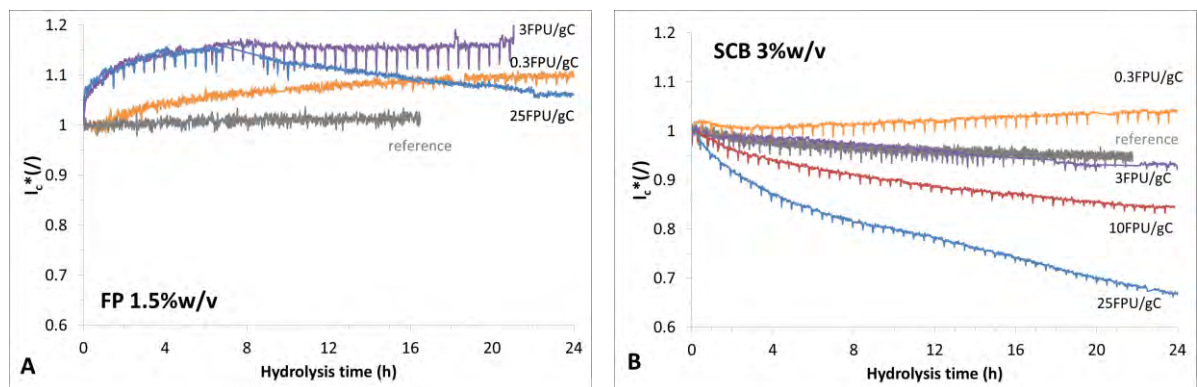 1.2
1.1
1
0.9
0.8
0.7
0.6
Ic*(/)
3FPU/gC
0.3FPU/gC
25FPU/gC
reference
FP 1.5%w/v
0 4 8 12 16 20 24
A
Hydrolysis time (h)
1.2
1.1
1
0.9
0.8
0.7
0.6
Ic*(/)
SCB 3%w/v
0.3FPU/gC
reference
3FPU/gC
10FPU/gC
25FPU/gC
0 4 8 12 16 20 24
B
Hydrolysis time (h)